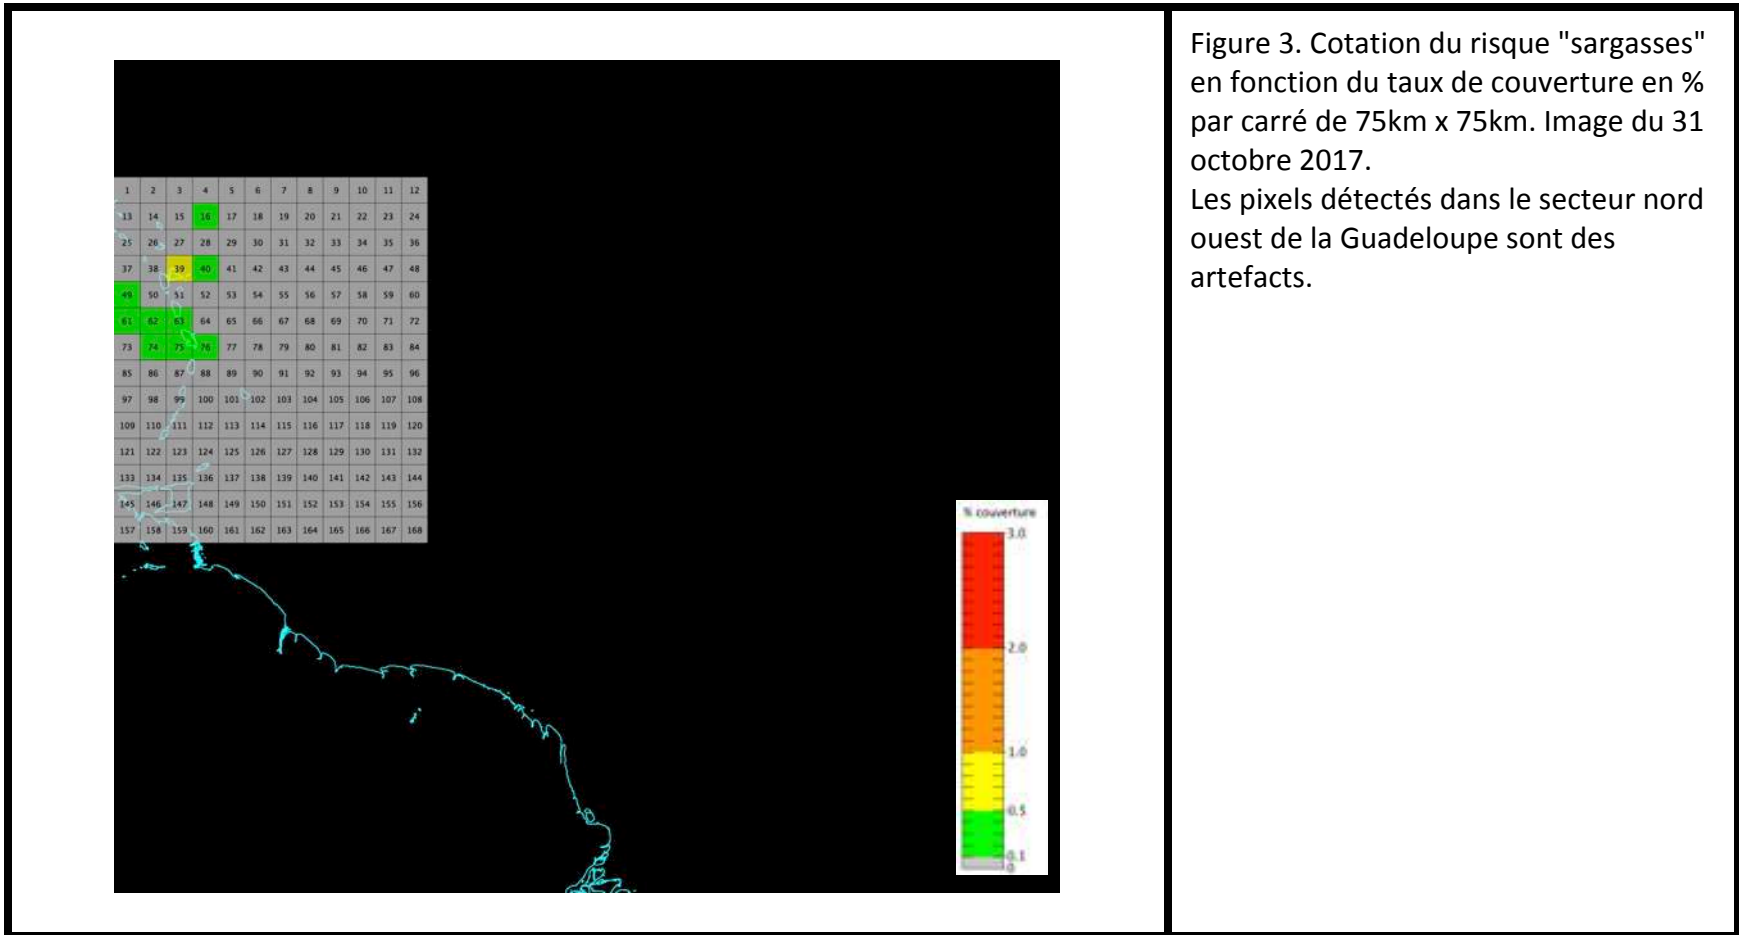 Figure 3. Cotation du risque "sargasses"
en fonction du taux de couverture en %
par carré de 75km x 75km. Image du 31
octobre 2017.
Les pixels détectés dans le secteur nord
ouest de la Guadeloupe sont des
artefacts.
1 2 3 4 5 6 7 8 9 10 11 12
13 14 15 16 17 18 19 20 21 22 23 24
25 26 27 28 29 30 31 32 33 34 35 36
37 38 39 40 41 42 43 44 45 46 47 48
49 50 51 52 53 54 55 56 57 58 59 60
61 62 63 64 65 66 67 68 69 70 71 72
73 74 75 76 77 78 79 80 81 82 83 84
85 86 87 88 89 90 91 92 93 94 95 96
97 98 99 100 101 102 103 104 105 106 107 108
109 110 111 112 113 114 115 116 117 118 119 120
121 122 123 124 125 126 127 128 129 130 131 132
133 134 135 136 137 138 139 140 141 142 143 144
145 146 147 148 149 150 151 152 153 154 155 156
157 158 159 160 161 162 163 164 165 166 167 168
% couverture
3.0
2.0
1.0
0.5
0.1
0